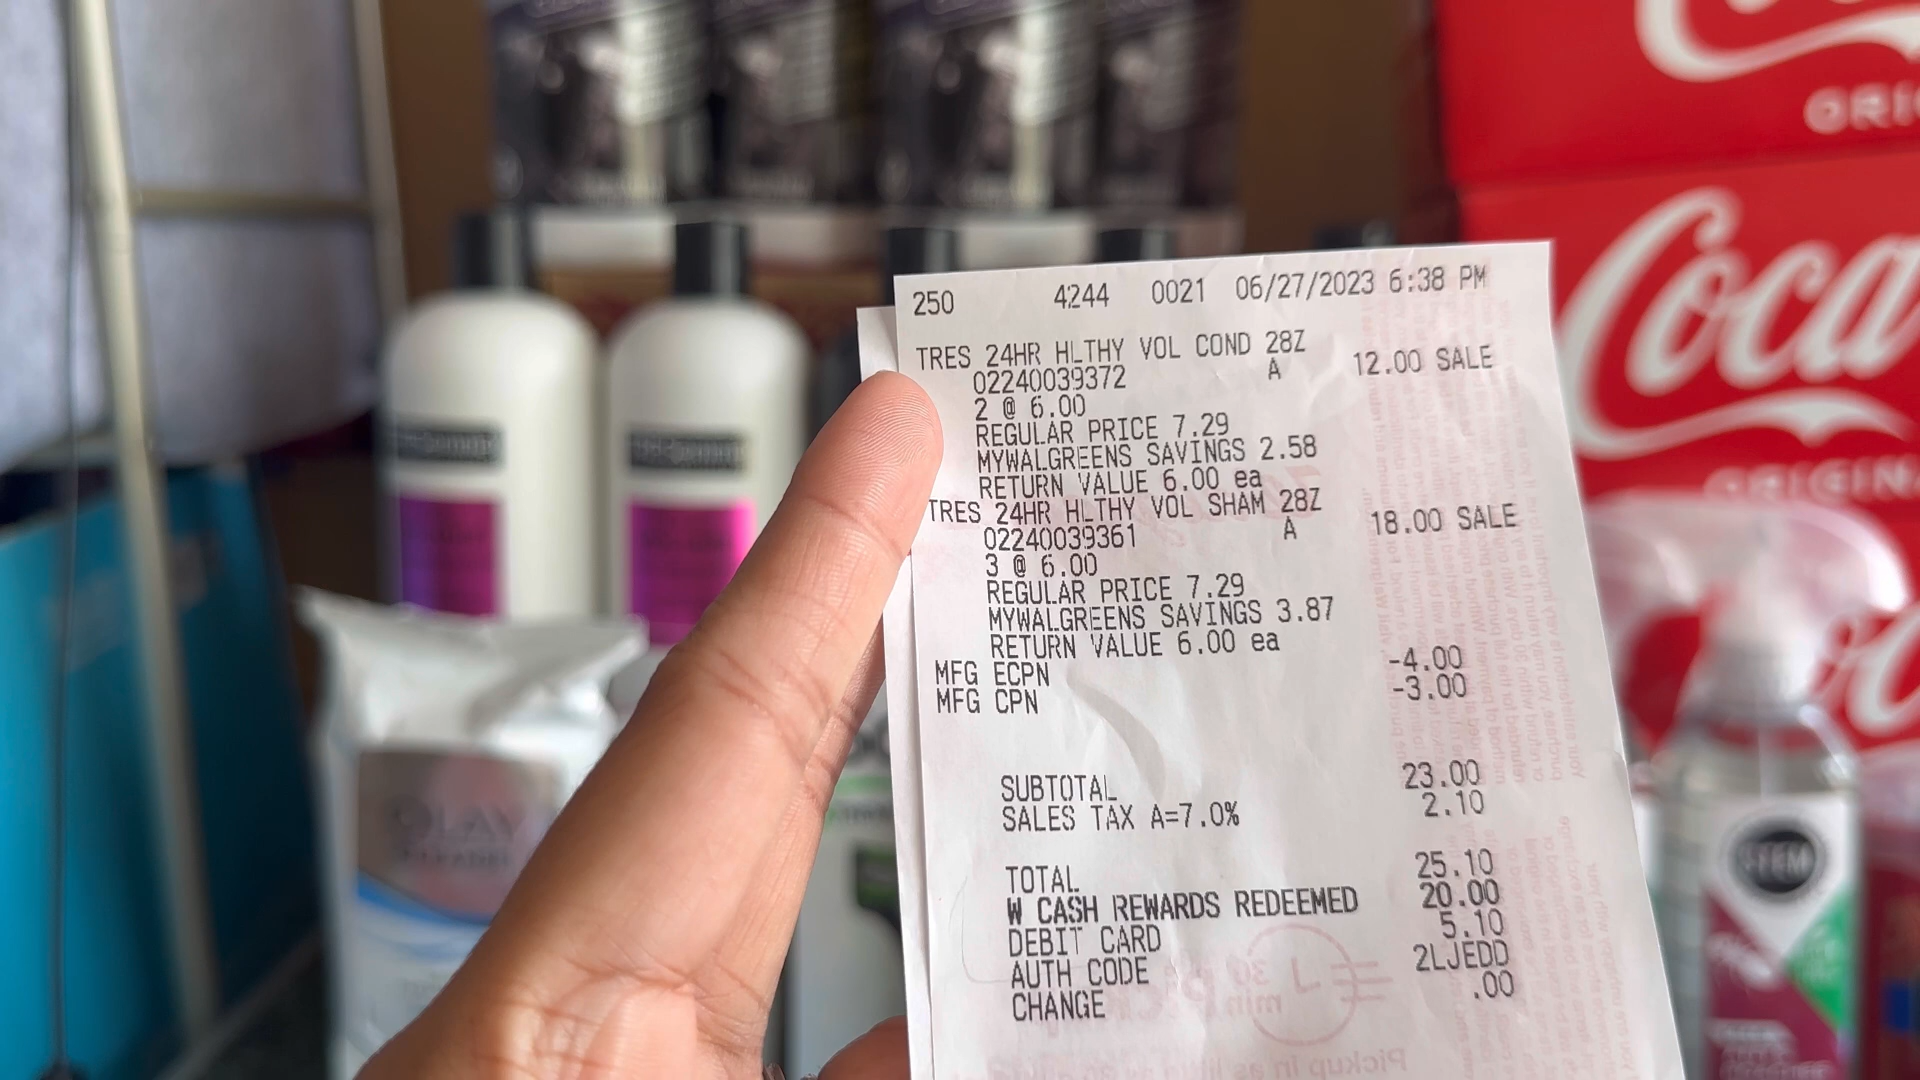 250 4244 0021 06/27/2023 6:38 PM
TRES 24HR HLTHY VOL COND 28Z
02240039372 A 12.00 SALE
2 @ 6.00
REGULAR PRICE 7.29
MYWALGREENS SAVINGS 2.58
RETURN VALUE 6.00 ea
TRES 24HR HLTHY VOL SHAM 28Z
02240039361 A 18.00 SALE
3 @ 6.00
REGULAR PRICE 7.29
MYWALGREENS SAVINGS 3.87
RETURN VALUE 6.00 ea
MFG ECPN -4.00
MFG CPN -3.00
SUBTOTAL 23.00
SALES TAX A=7.0% 2.10
TOTAL 25.10
W CASH REWARDS REDEEMED 20.00
DEBIT CARD 5.10
AUTH CODE 2LJEDD
CHANGE .00
Coca
ORIGIN
OLAY
STEM